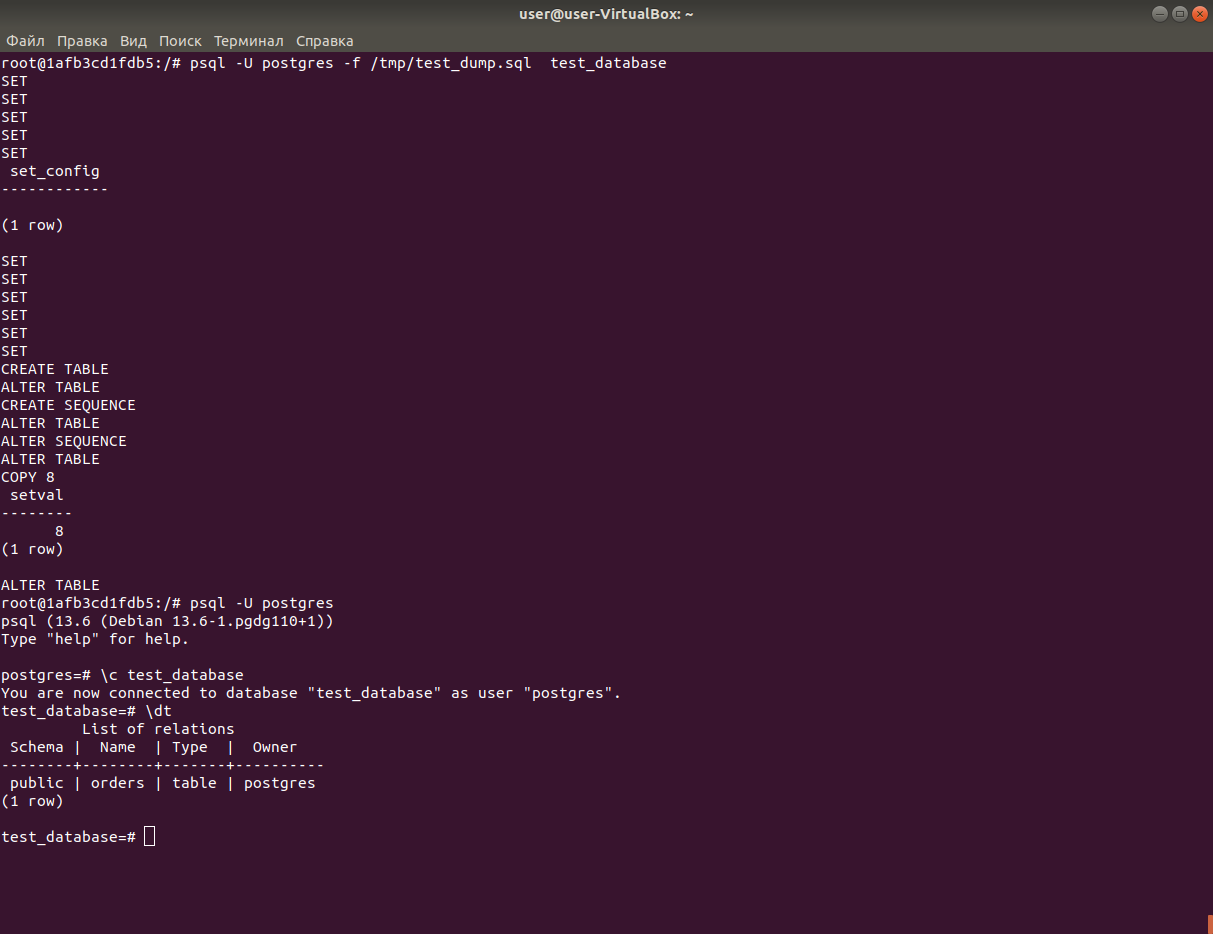 user@user-VirtualBox: ~
Файл Правка Вид Поиск Терминал Справка
root@1afb3cd1fdb5:/# psql -U postgres -f /tmp/test_dump.sql  test_database
SET
SET
SET
SET
SET
 set_config
------------

(1 row)

SET
SET
SET
SET
SET
SET
CREATE TABLE
ALTER TABLE
CREATE SEQUENCE
ALTER TABLE
ALTER SEQUENCE
ALTER TABLE
COPY 8
 setval
--------
      8
(1 row)

ALTER TABLE
root@1afb3cd1fdb5:/# psql -U postgres
psql (13.6 (Debian 13.6-1.pgdg110+1))
Type "help" for help.

postgres=# \c test_database
You are now connected to database "test_database" as user "postgres".
test_database=# \dt
         List of relations
 Schema |  Name  | Type  |  Owner
--------+--------+-------+----------
 public | orders | table | postgres
(1 row)

test_database=#